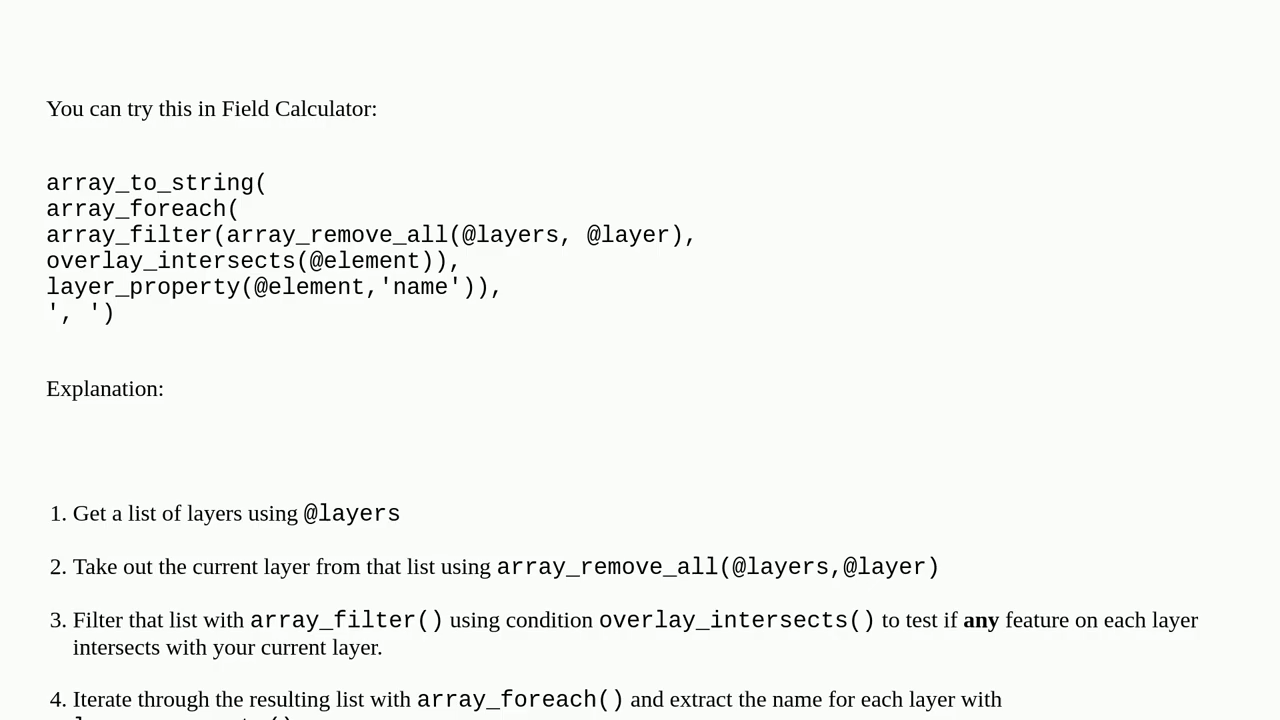 You can try this in Field Calculator:
array_to_string(
array_foreach(
array_filter(array_remove_all(@layers, @layer),
overlay_intersects(@element)),
layer_property(@element,'name')),
', ')
Explanation:
1. Get a list of layers using @layers
2. Take out the current layer from that list using array_remove_all(@layers,@layer)
3. Filter that list with array_filter() using condition overlay_intersects() to test if any feature on each layer
intersects with your current layer.
4. Iterate through the resulting list with array_foreach() and extract the name for each layer with